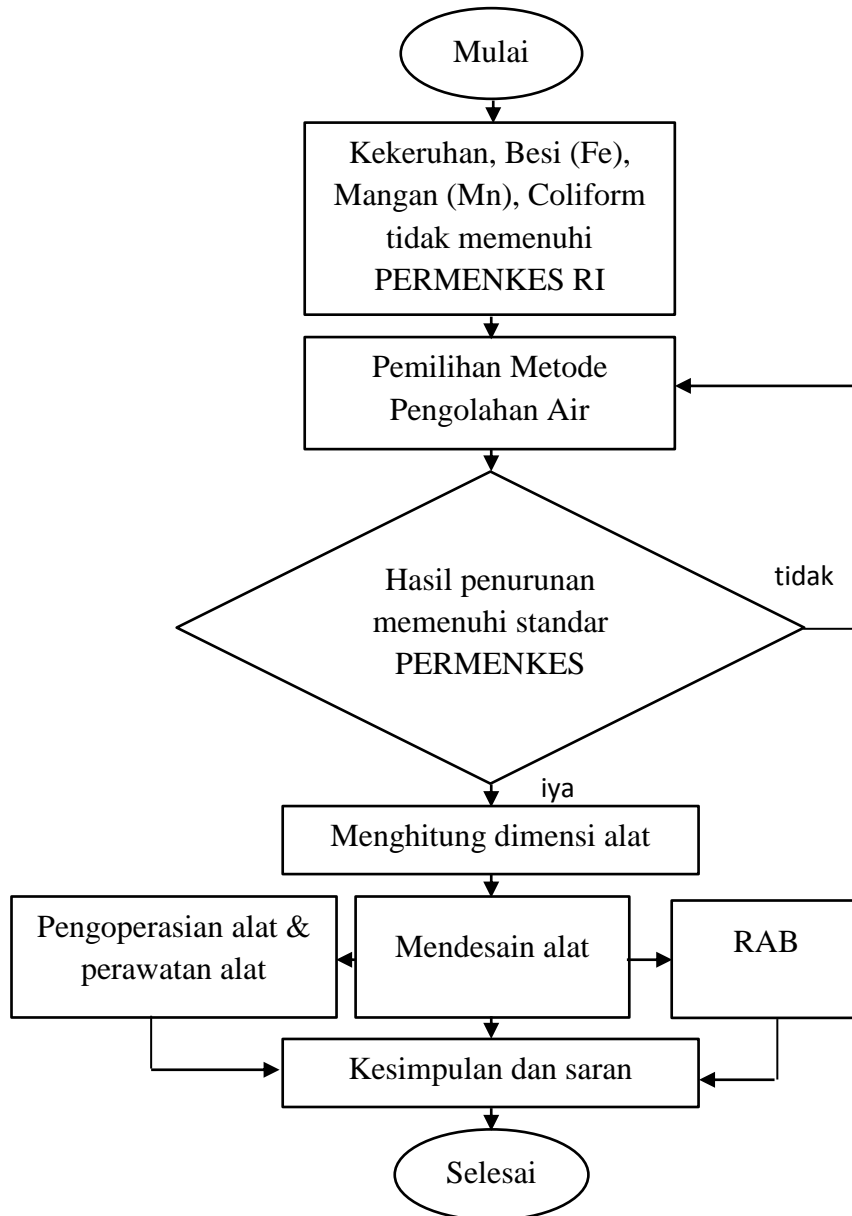 Mulai
Kekeruhan, Besi (Fe),
Mangan (Mn), Coliform
tidak memenuhi
PERMENKES RI
Pemilihan Metode
Pengolahan Air
Hasil penurunan
memenuhi standar
PERMENKES
tidak
iya
Menghitung dimensi alat
Pengoperasian alat &
perawatan alat
Mendesain alat
RAB
Kesimpulan dan saran
Selesai